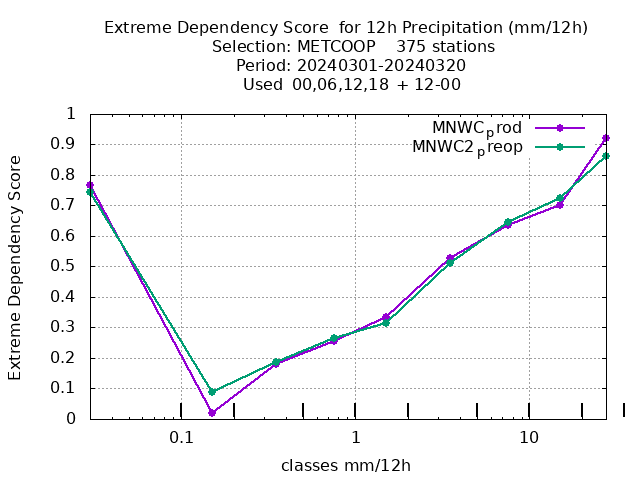 Extreme Dependency Score  for 12h Precipitation (mm/12h)
Selection: METCOOP    375 stations
Period: 20240301-20240320
Used  00,06,12,18  + 12-00
MNWC_prod
MNWC2_preop
Extreme Dependency Score
1
0.9
0.8
0.7
0.6
0.5
0.4
0.3
0.2
0.1
0
0.1 1 10
classes mm/12h